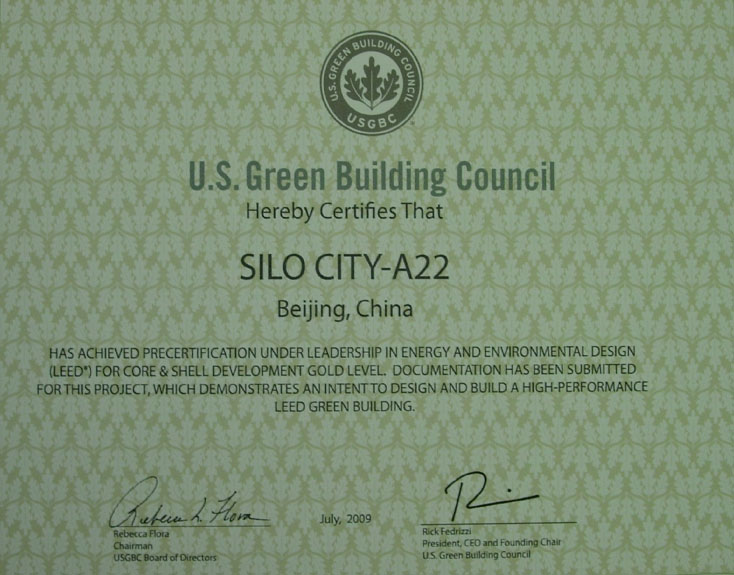 U.S. GREEN BUILDING COUNCIL
USGBC
U.S. Green Building Council
Hereby Certifies That
SILO CITY-A22
Beijing, China
HAS ACHIEVED PRECERTIFICATION UNDER LEADERSHIP IN ENERGY AND ENVIRONMENTAL DESIGN
(LEED®) FOR CORE & SHELL DEVELOPMENT GOLD LEVEL. DOCUMENTATION HAS BEEN SUBMITTED
FOR THIS PROJECT, WHICH DEMONSTRATES AN INTENT TO DESIGN AND BUILD A HIGH-PERFORMANCE
LEED GREEN BUILDING.
Rebecca L. Flora
Rebecca Flora
Chairman
USGBC Board of Directors
July, 2009
Rick Fedrizzi
President, CEO and Founding Chair
U.S. Green Building Council